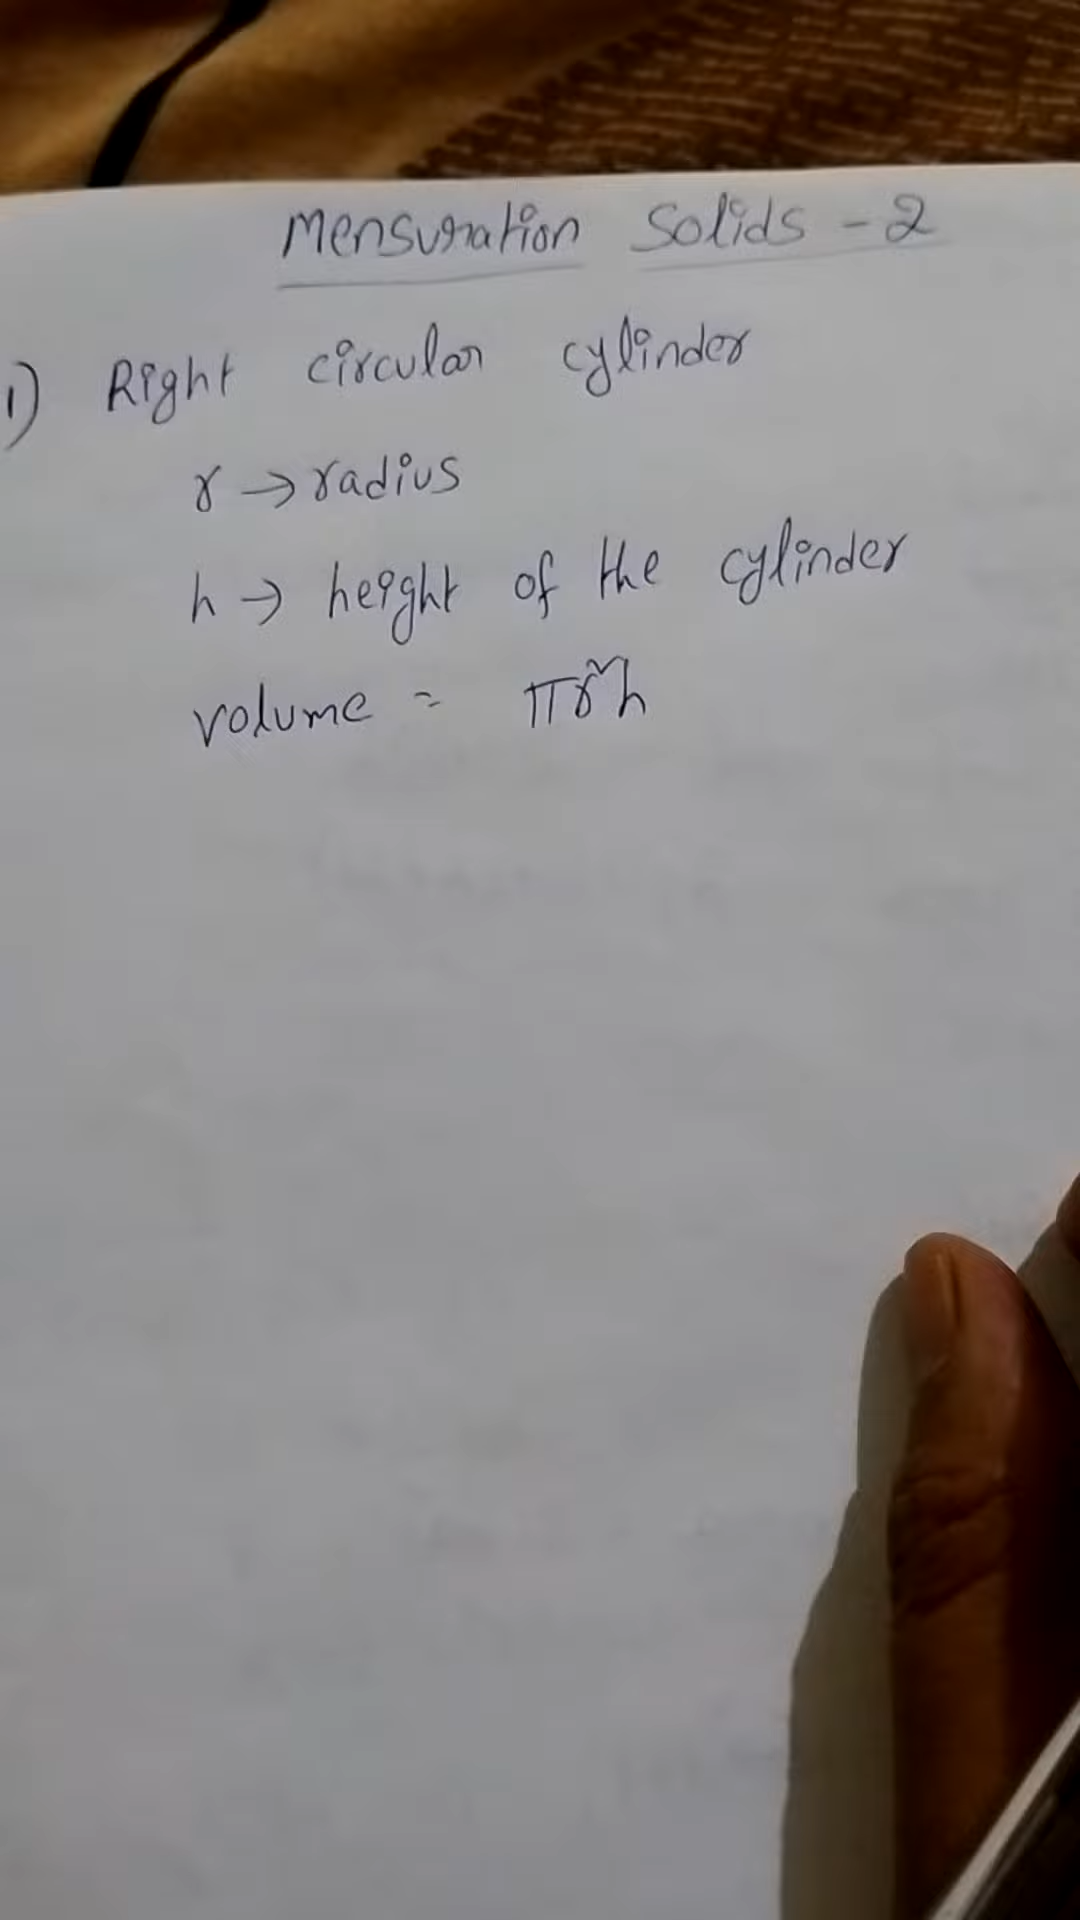 Mensuration Solids - 2
1) Right circular cylinder
r → radius
h → height of the cylinder
volume = πr²h